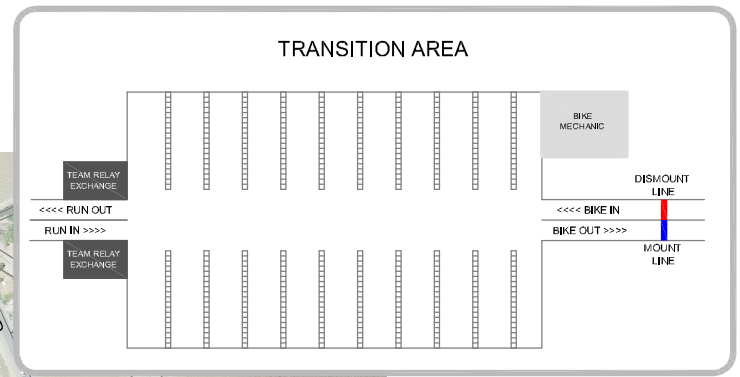 TRANSITION AREA
BIKE
MECHANIC
TEAM RELAY
EXCHANGE
DISMOUNT
LINE
<<<< RUN OUT
<<<< BIKE IN
RUN IN >>>>
BIKE OUT >>>>
TEAM RELAY
EXCHANGE
MOUNT
LINE